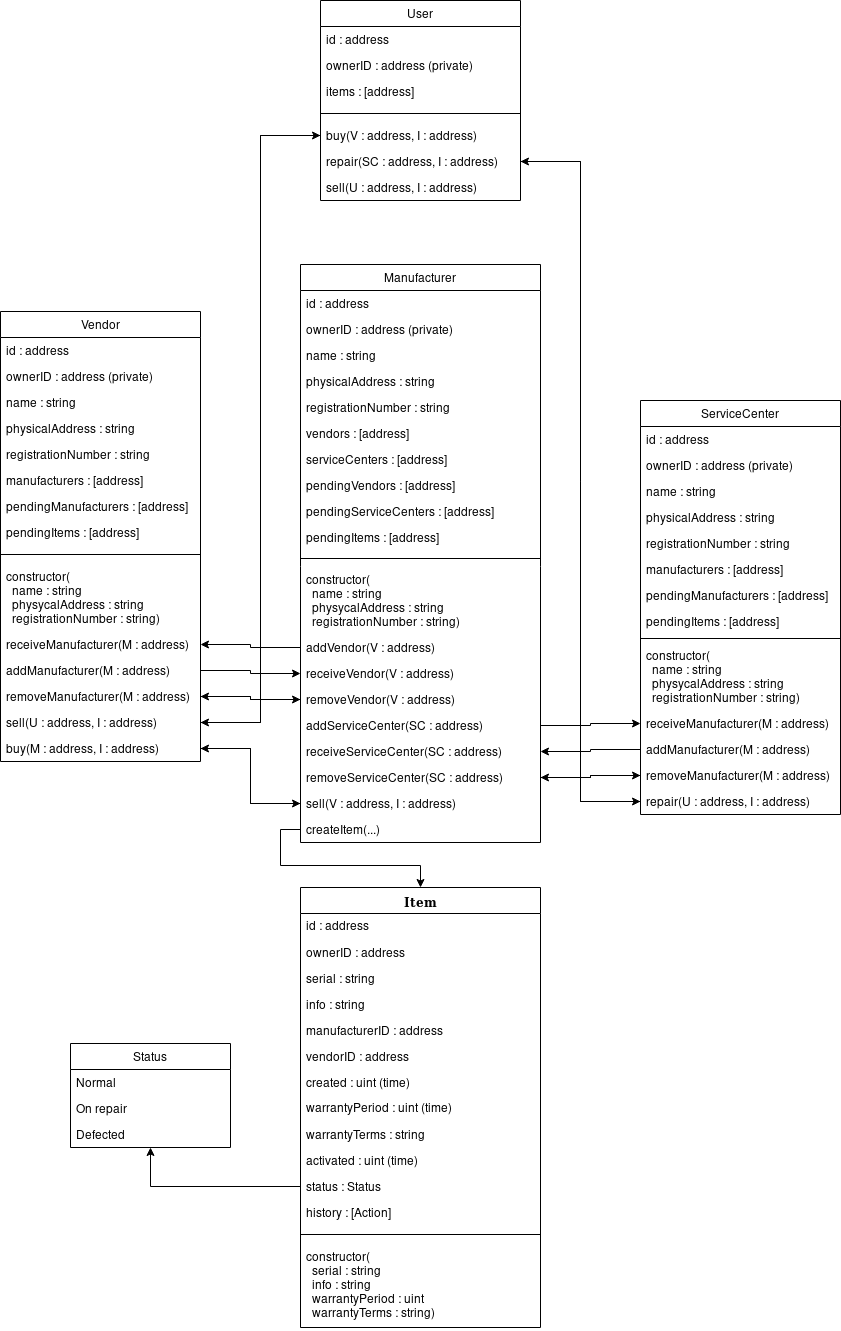 User
id : address
ownerID : address (private)
items : [address]
buy(V : address, I : address)
repair(SC : address, I : address)
sell(U : address, I : address)
Manufacturer
id : address
ownerID : address (private)
name : string
physicalAddress : string
registrationNumber : string
vendors : [address]
serviceCenters : [address]
pendingVendors : [address]
pendingServiceCenters : [address]
pendingItems : [address]
constructor(
name : string
physycalAddress : string
registrationNumber : string)
addVendor(V : address)
receiveVendor(V : address)
removeVendor(V : address)
addServiceCenter(SC : address)
receiveServiceCenter(SC : address)
removeServiceCenter(SC : address)
sell(V : address, I : address)
createItem(...)
Vendor
id : address
ownerID : address (private)
name : string
physicalAddress : string
registrationNumber : string
manufacturers : [address]
pendingManufacturers : [address]
pendingItems : [address]
constructor(
name : string
physycalAddress : string
registrationNumber : string)
receiveManufacturer(M : address)
addManufacturer(M : address)
removeManufacturer(M : address)
sell(U : address, I : address)
buy(M : address, I : address)
ServiceCenter
id : address
ownerID : address (private)
name : string
physicalAddress : string
registrationNumber : string
manufacturers : [address]
pendingManufacturers : [address]
pendingItems : [address]
constructor(
name : string
physycalAddress : string
registrationNumber : string)
receiveManufacturer(M : address)
addManufacturer(M : address)
removeManufacturer(M : address)
repair(U : address, I : address)
Item
id : address
ownerID : address
serial : string
info : string
manufacturerID : address
vendorID : address
created : uint (time)
warrantyPeriod : uint (time)
warrantyTerms : string
activated : uint (time)
status : Status
history : [Action]
constructor(
serial : string
info : string
warrantyPeriod : uint
warrantyTerms : string)
Status
Normal
On repair
Defected